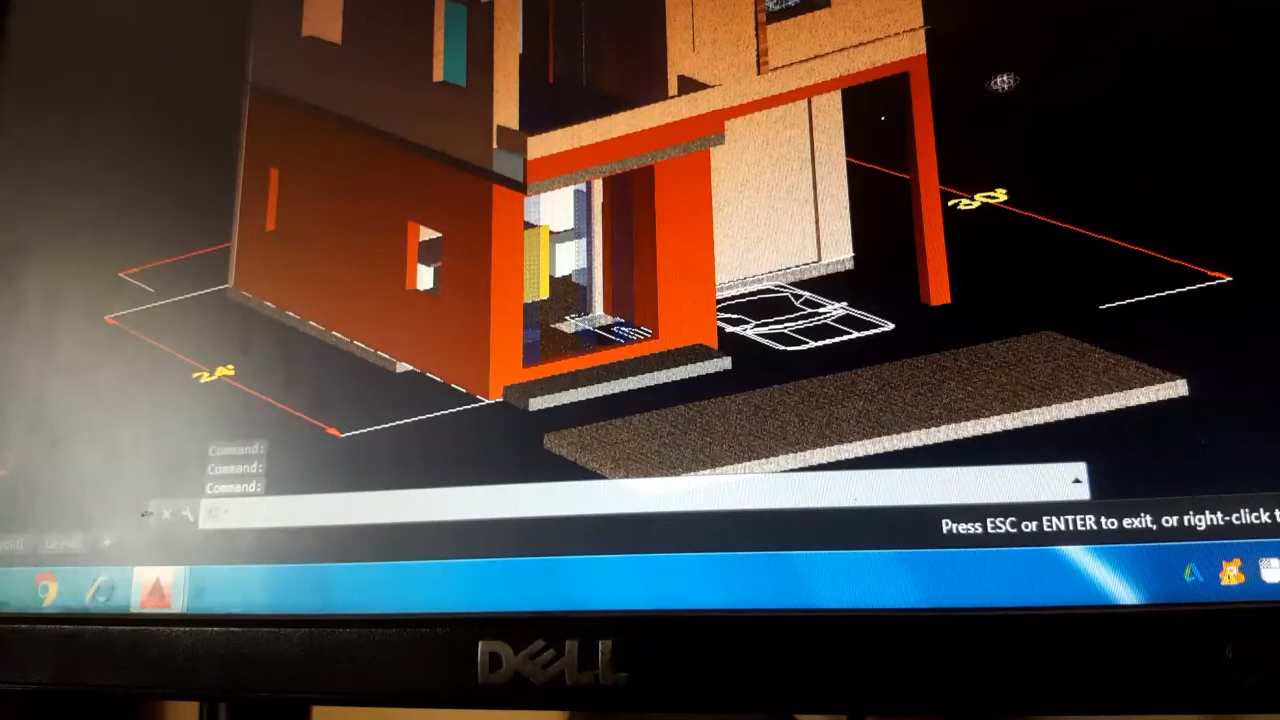 30'
24'
Command:
Command:
Command:
Press ESC or ENTER to exit, or right-click t
DELL